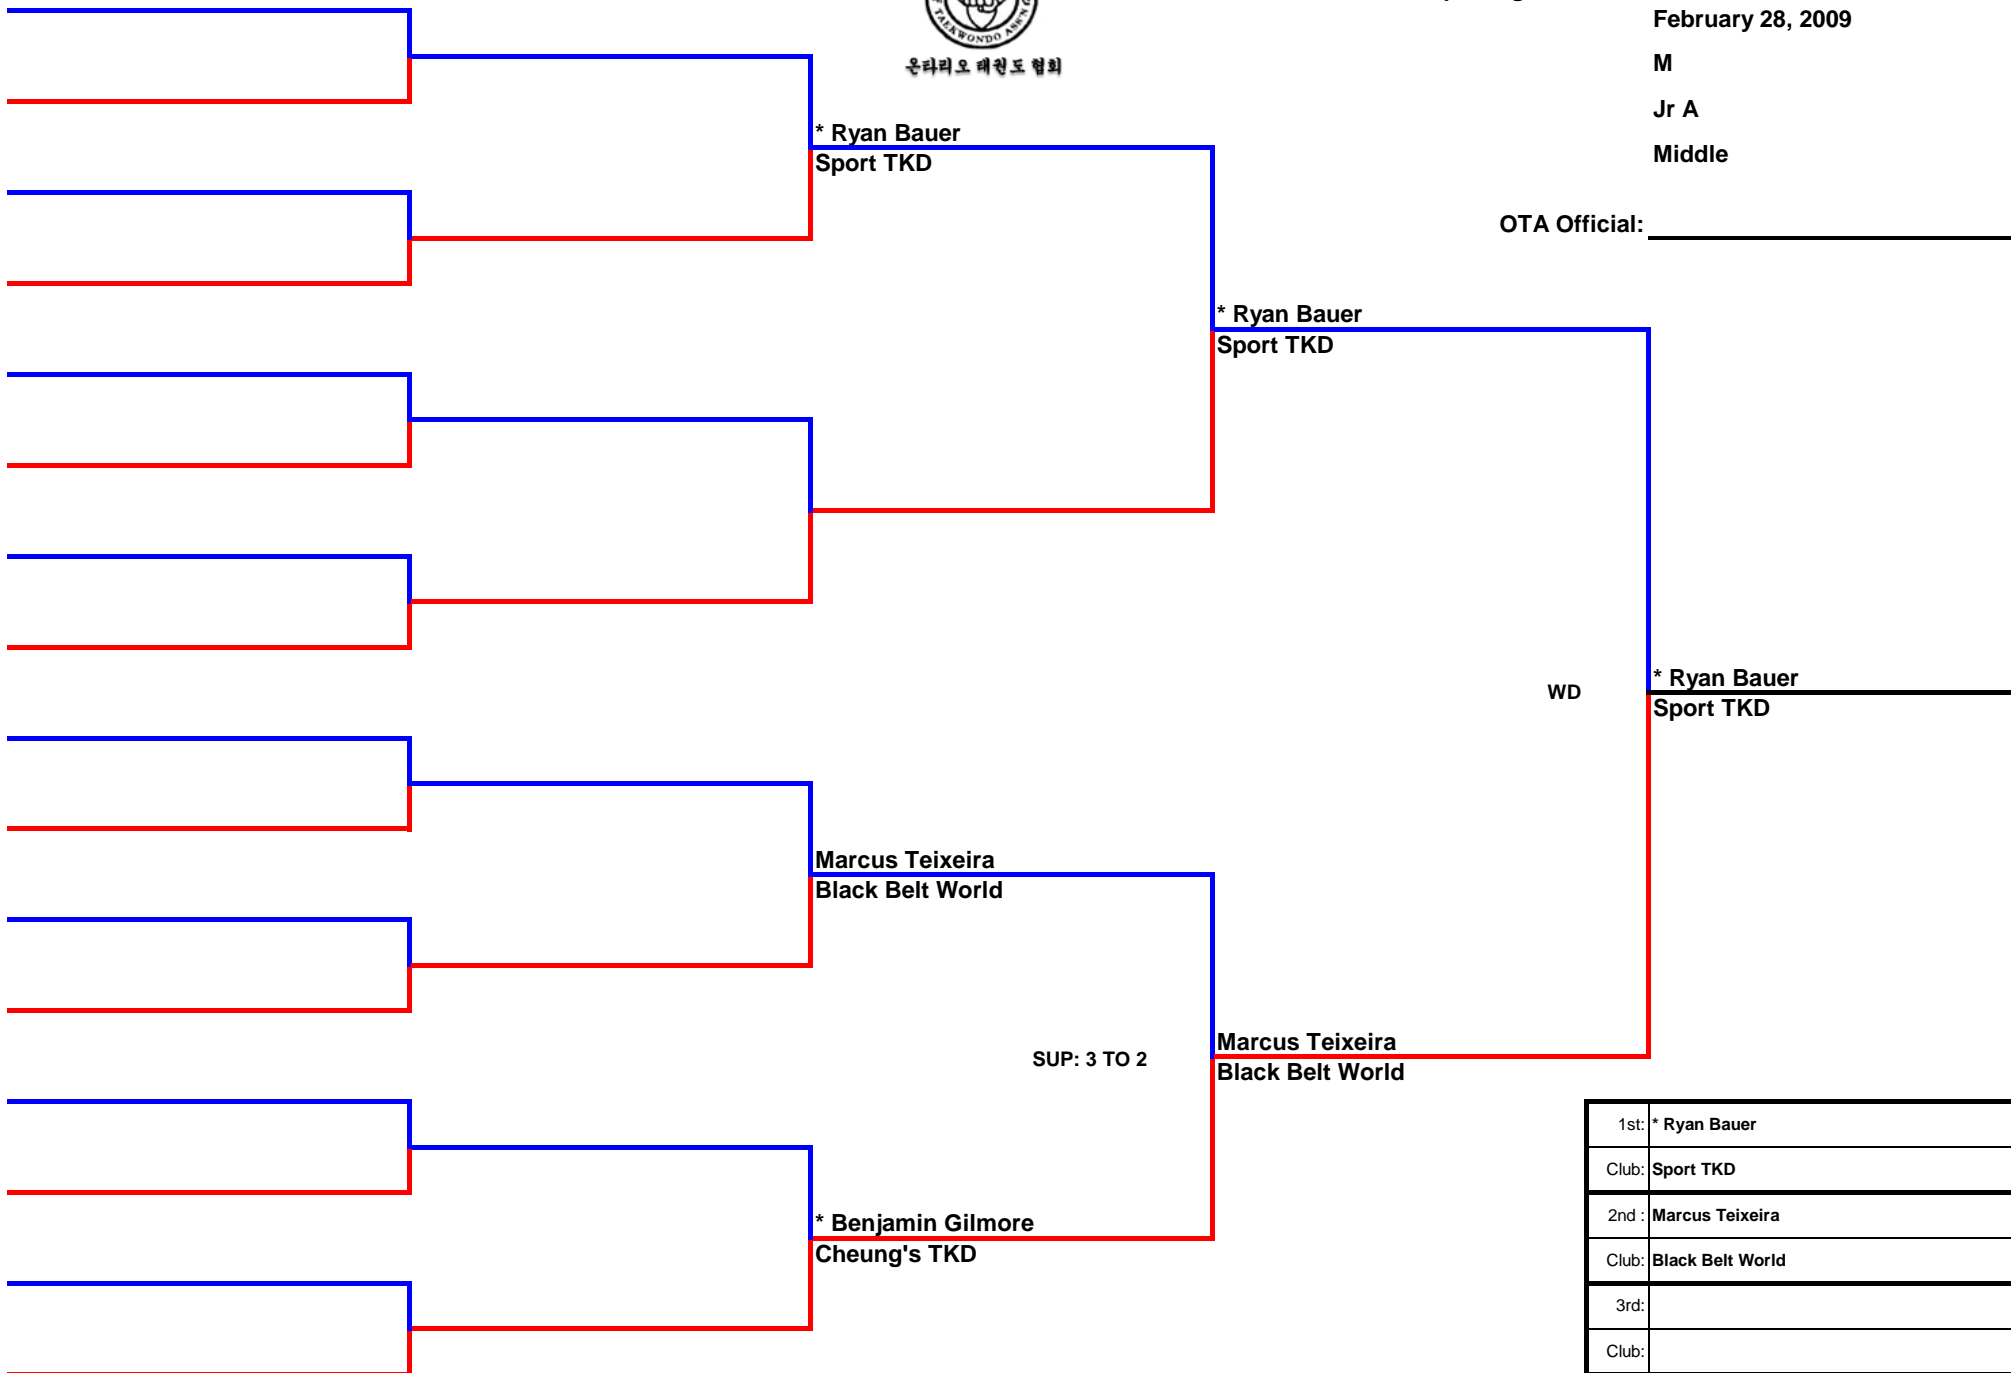 TAEKWONDO ASS'N
온타리오 태권도 협회
February 28, 2009
M
Jr A
Middle
OTA Official:
* Ryan Bauer
Sport TKD
* Ryan Bauer
Sport TKD
WD
* Ryan Bauer
Sport TKD
Marcus Teixeira
Black Belt World
SUP: 3 TO 2
Marcus Teixeira
Black Belt World
* Benjamin Gilmore
Cheung's TKD
1st: * Ryan Bauer
Club: Sport TKD
2nd : Marcus Teixeira
Club: Black Belt World
3rd:
Club: